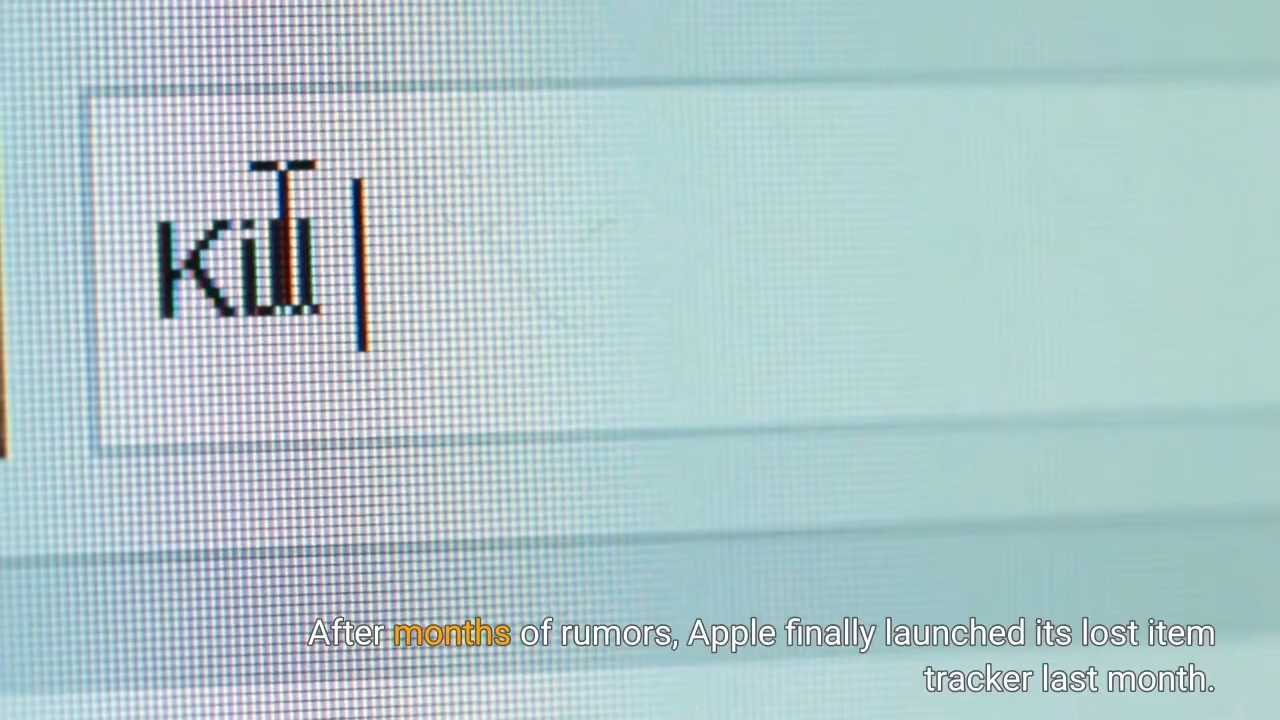 Kill
After months of rumors, Apple finally launched its lost item
tracker last month.